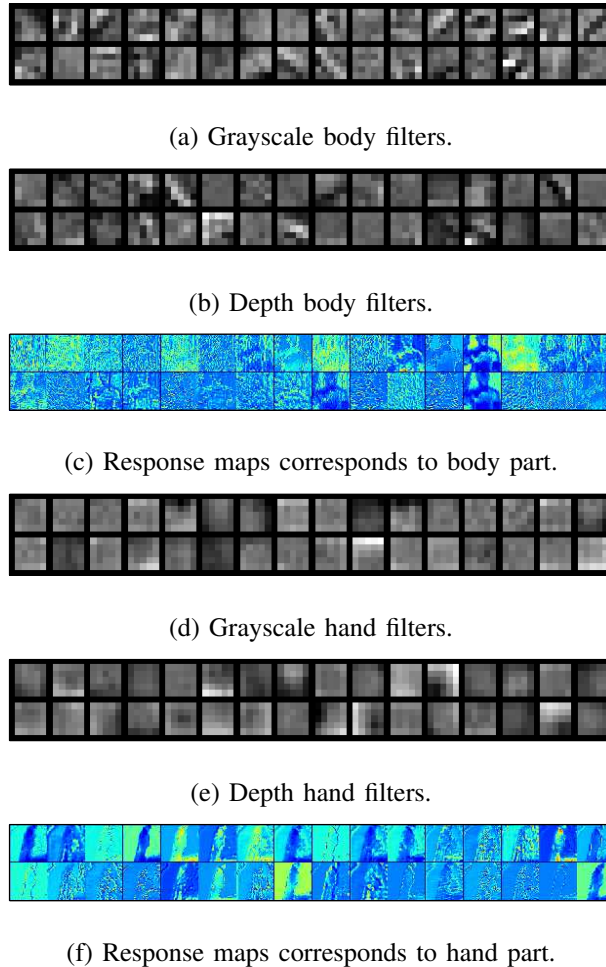 (a) Grayscale body filters.
(b) Depth body filters.
(c) Response maps corresponds to body part.
(d) Grayscale hand filters.
(e) Depth hand filters.
(f) Response maps corresponds to hand part.